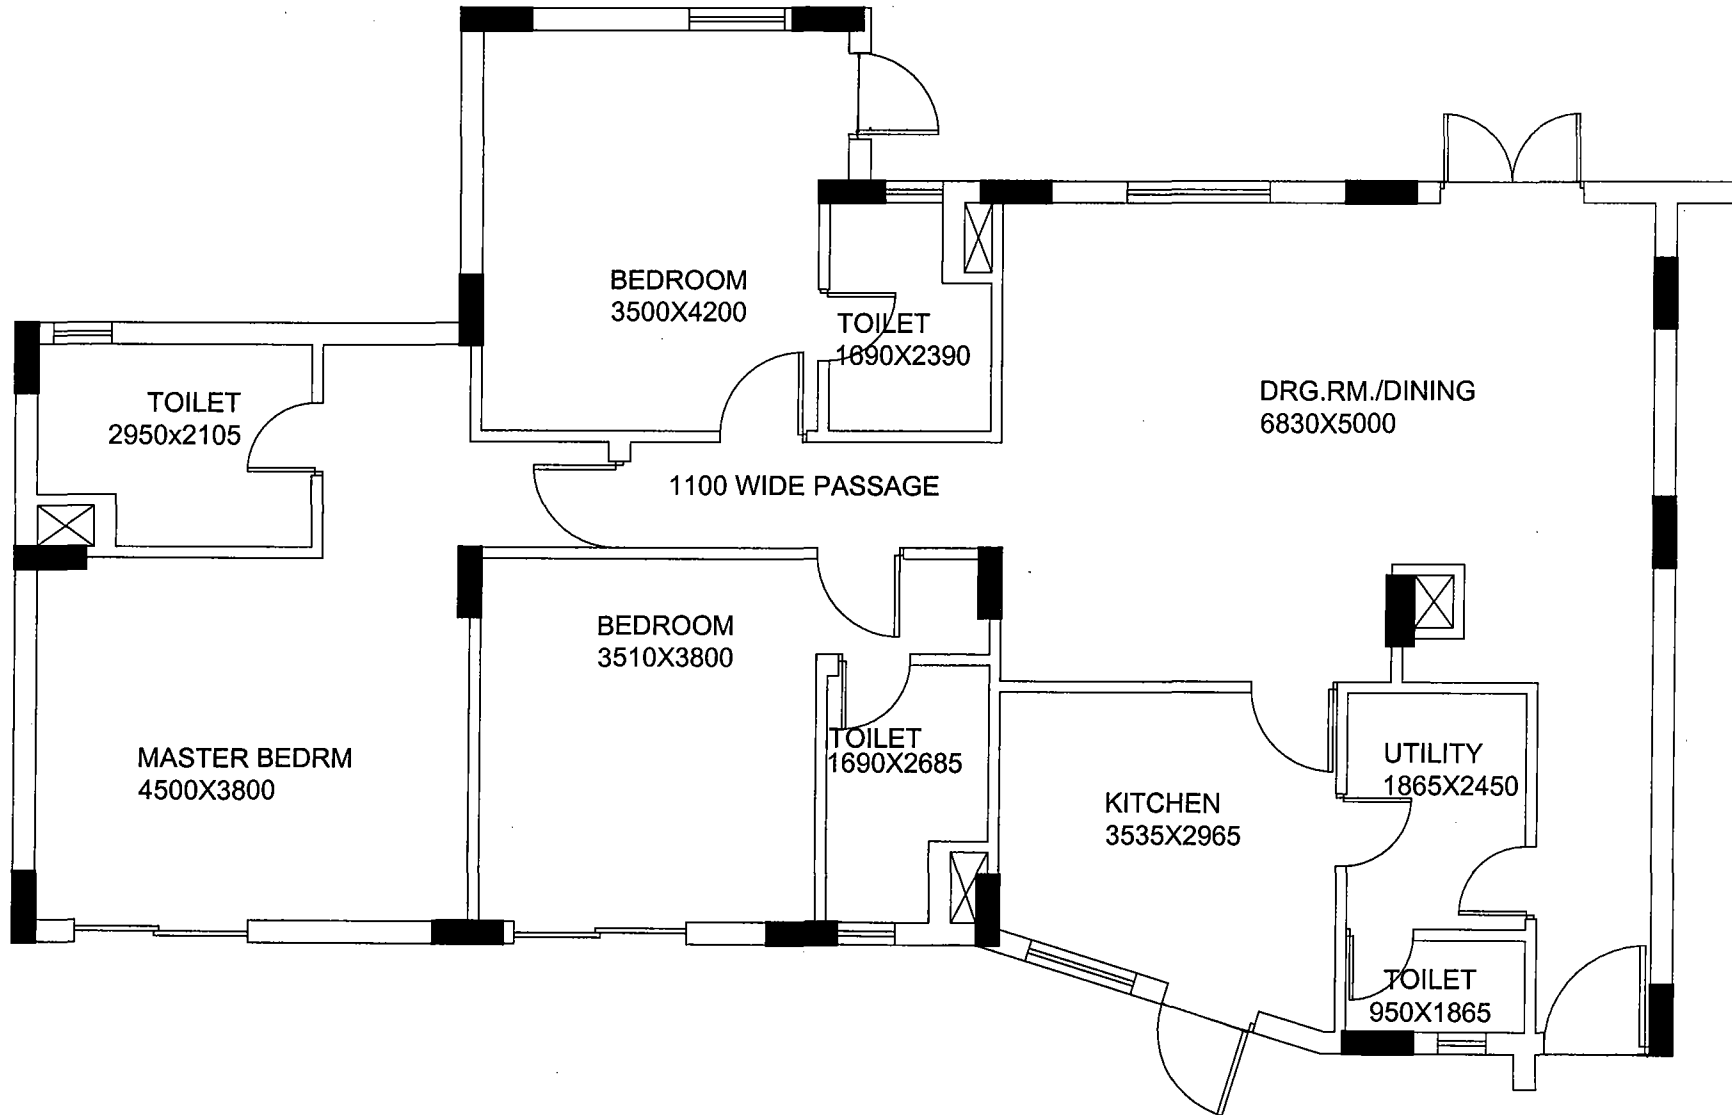 BEDROOM
3500X4200
TOILET
1690X2390
DRG.RM./DINING
6830X5000
TOILET
2950x2105
1100 WIDE PASSAGE
BEDROOM
3510X3800
MASTER BEDRM
4500X3800
TOILET
1690X2685
UTILITY
1865X2450
KITCHEN
3535X2965
TOILET
950X1865